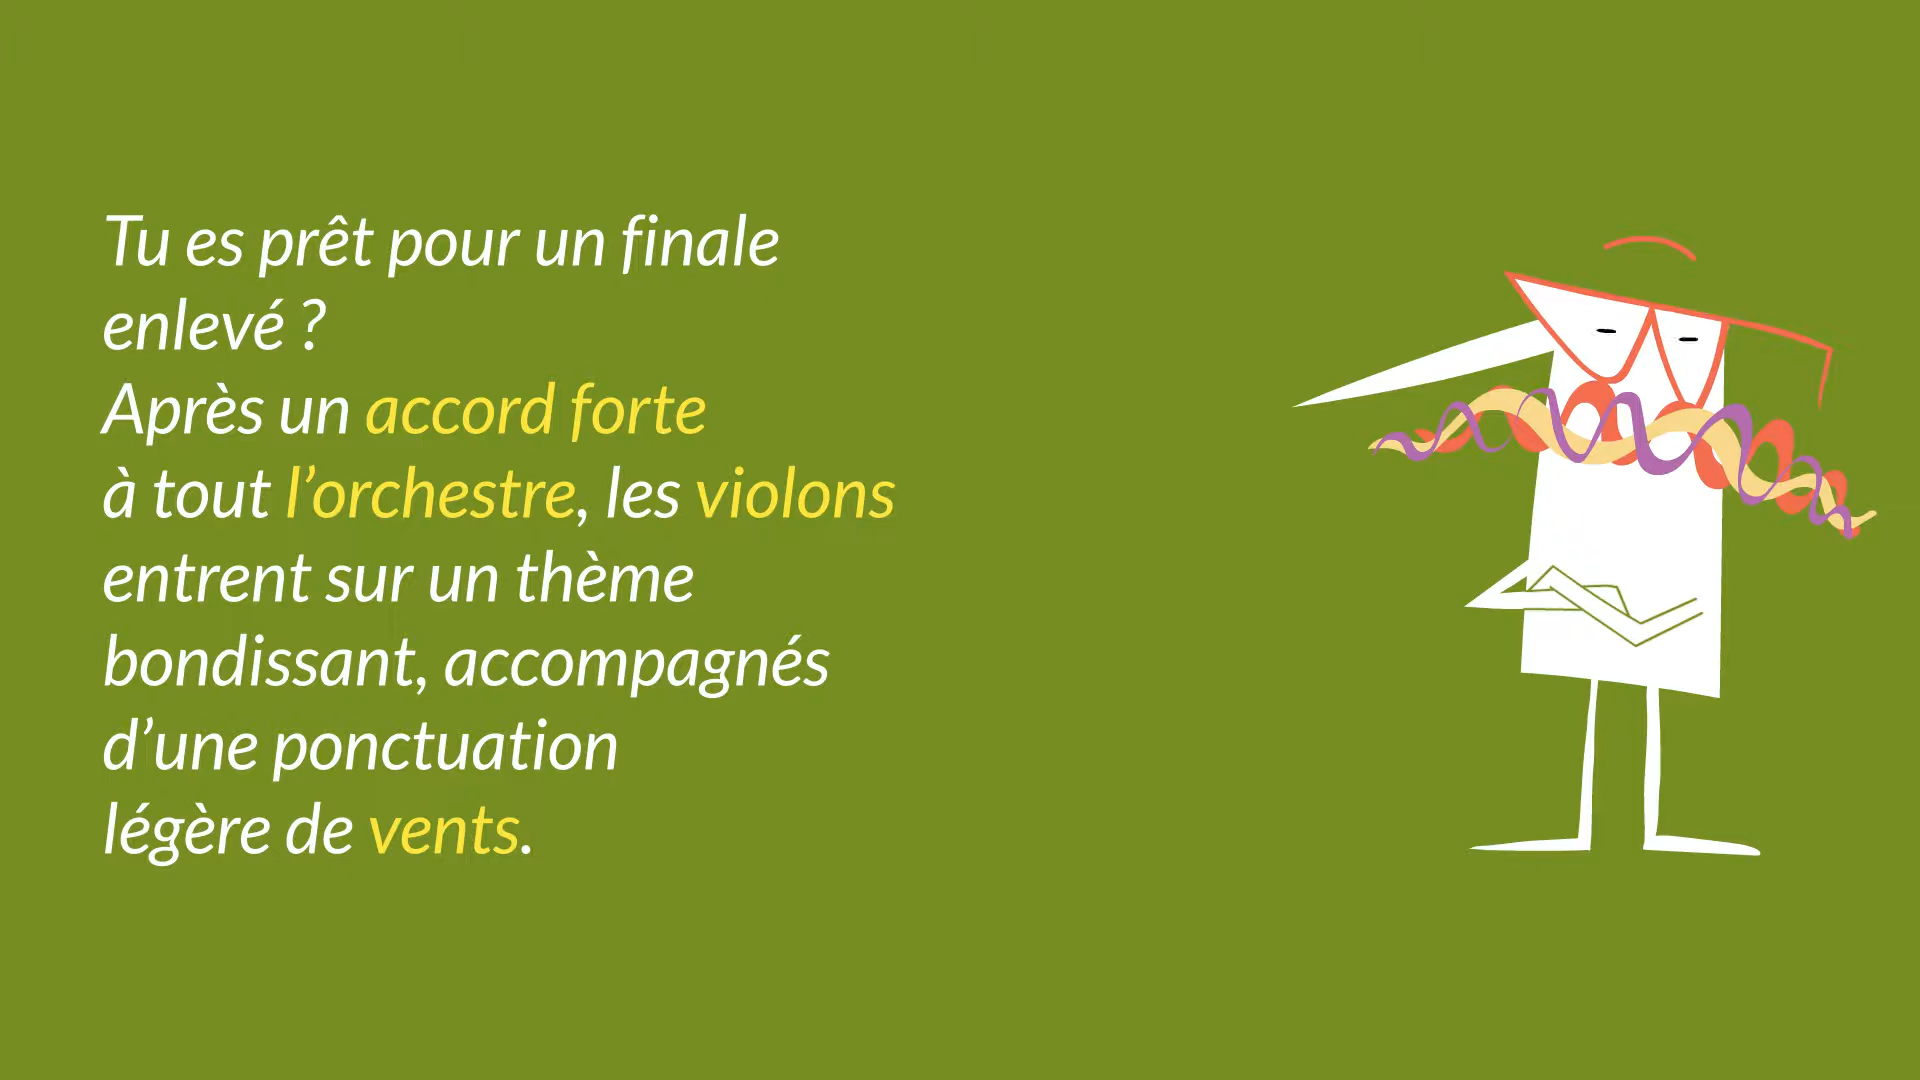 Tu es prêt pour un finale
enlevé ?
Après un accord forte
à tout l’orchestre, les violons
entrent sur un thème
bondissant, accompagnés
d’une ponctuation
légère de vents.